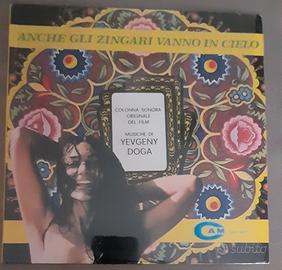 ANCHE GLI ZINGARI VANNO IN CIELO
COLONNA SONORA
ORIGINALE
DEL FILM
MUSICHE DI
YEVGENY
DOGA
CAM
subito